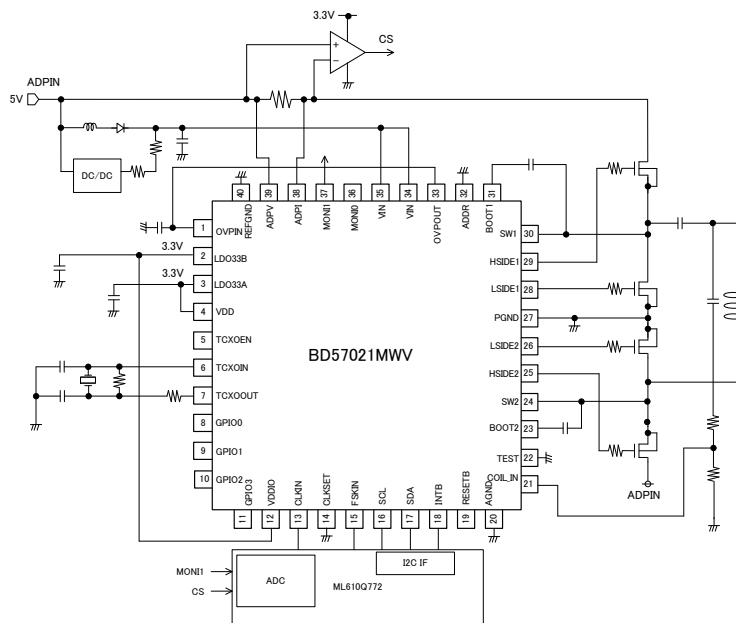 3.3V
CS
ADPIN
5V
DC/DC
40 39 38 37 36 35 34 33 32 31
REFGND ADPV ADPI MONI1 MONI0 VIN VIN OVPOUT ADDR BOOT1
1 OVPIN
3.3V
2 LDO33B
3.3V
3 LDO33A
4 VDD
5 TCXOEN
6 TCXOIN
7 TCXOOUT
8 GPIO0
9 GPIO1
10 GPIO2
BD57021MWV
SW1 30
HSIDE1 29
LSIDE1 28
PGND 27
LSIDE2 26
HSIDE2 25
SW2 24
BOOT2 23
TEST 22
COIL_IN 21
ADPIN
GPIO3 VDDIO CLKIN CLKSET FSKIN SCL SDA INTB RESETB AGND
11 12 13 14 15 16 17 18 19 20
MONI1
CS
ADC
I2C IF
ML610Q772